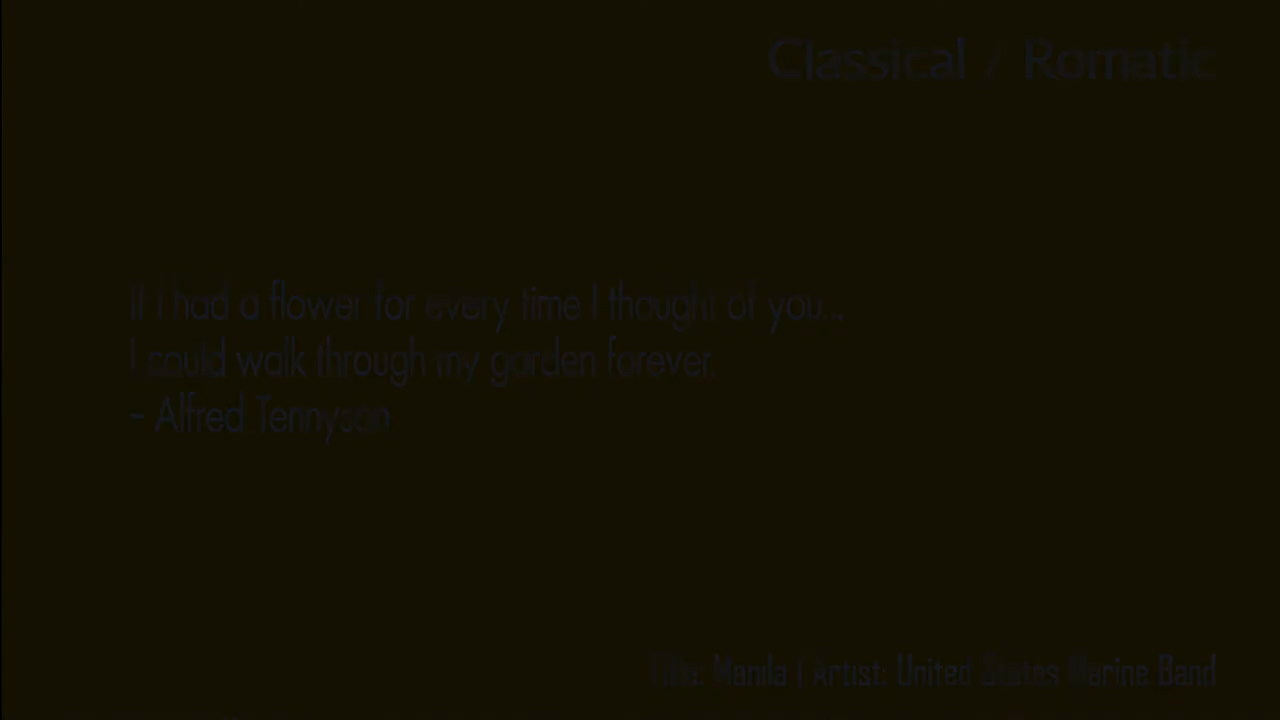 Classical / Romatic
If I had a flower for every time I thought of you...
I could walk through my garden forever.
- Alfred Tennyson
Title: Manila | Artist: United States Marine Band